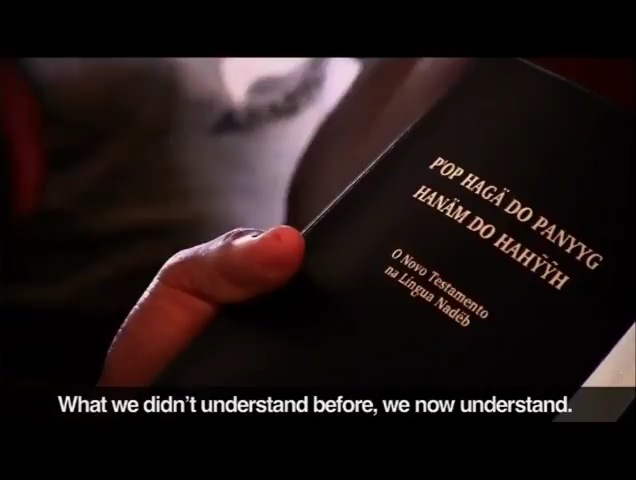 P'OP HAGÄ DO PANYYG
HANÄM DO HAHỸỸH
O Novo Testamento
na Língua Nadëb
What we didn't understand before, we now understand.